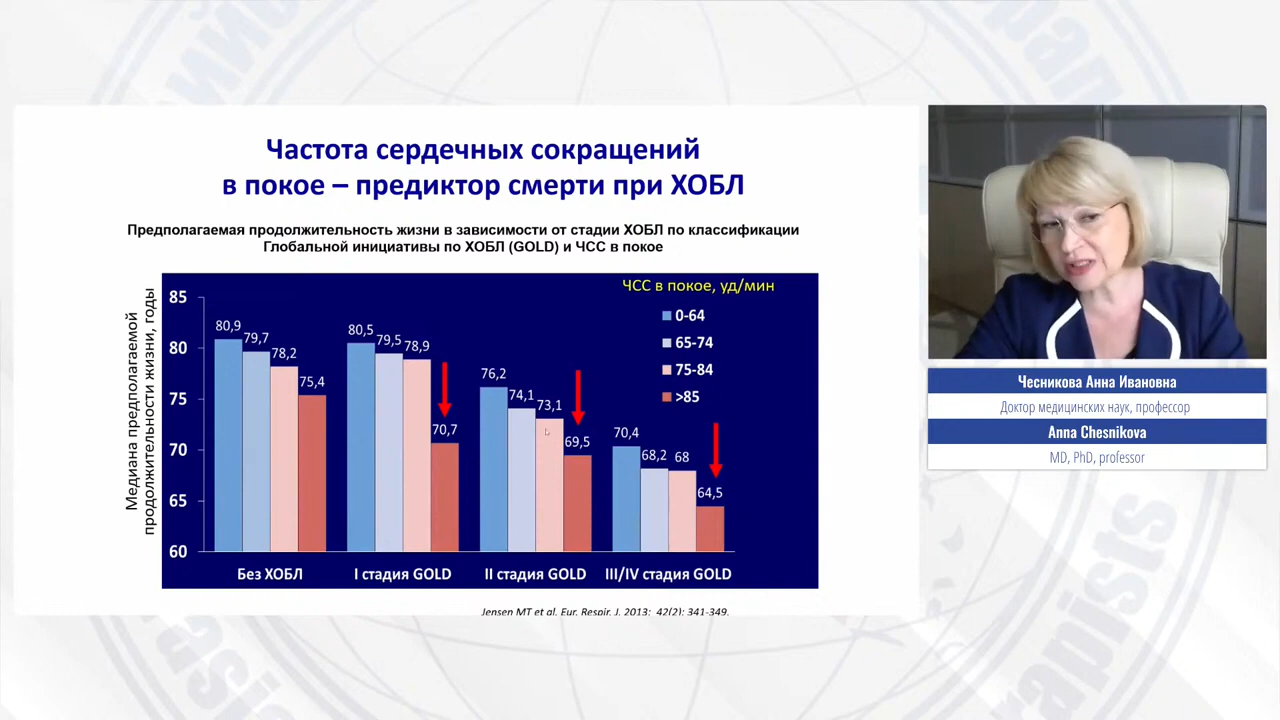 Частота сердечных сокращений
в покое – предиктор смерти при ХОБЛ
Предполагаемая продолжительность жизни в зависимости от стадии ХОБЛ по классификации
Глобальной инициативы по ХОБЛ (GOLD) и ЧСС в покое
Медиана предполагаемой
продолжительности жизни, годы
ЧСС в покое, уд/мин
0-64
65-74
75-84
>85
85
80
75
70
65
60
80,9
79,7
78,2
75,4
80,5
79,5
78,9
70,7
76,2
74,1
73,1
69,5
70,4
68,2
68
64,5
Без ХОБЛ
I стадия GOLD
II стадия GOLD
III/IV стадия GOLD
Jensen MT et al. Eur. Respir. J. 2013; 42(2): 341-349.
Чесникова Анна Ивановна
Доктор медицинских наук, профессор
Anna Chesnikova
MD, PhD, professor